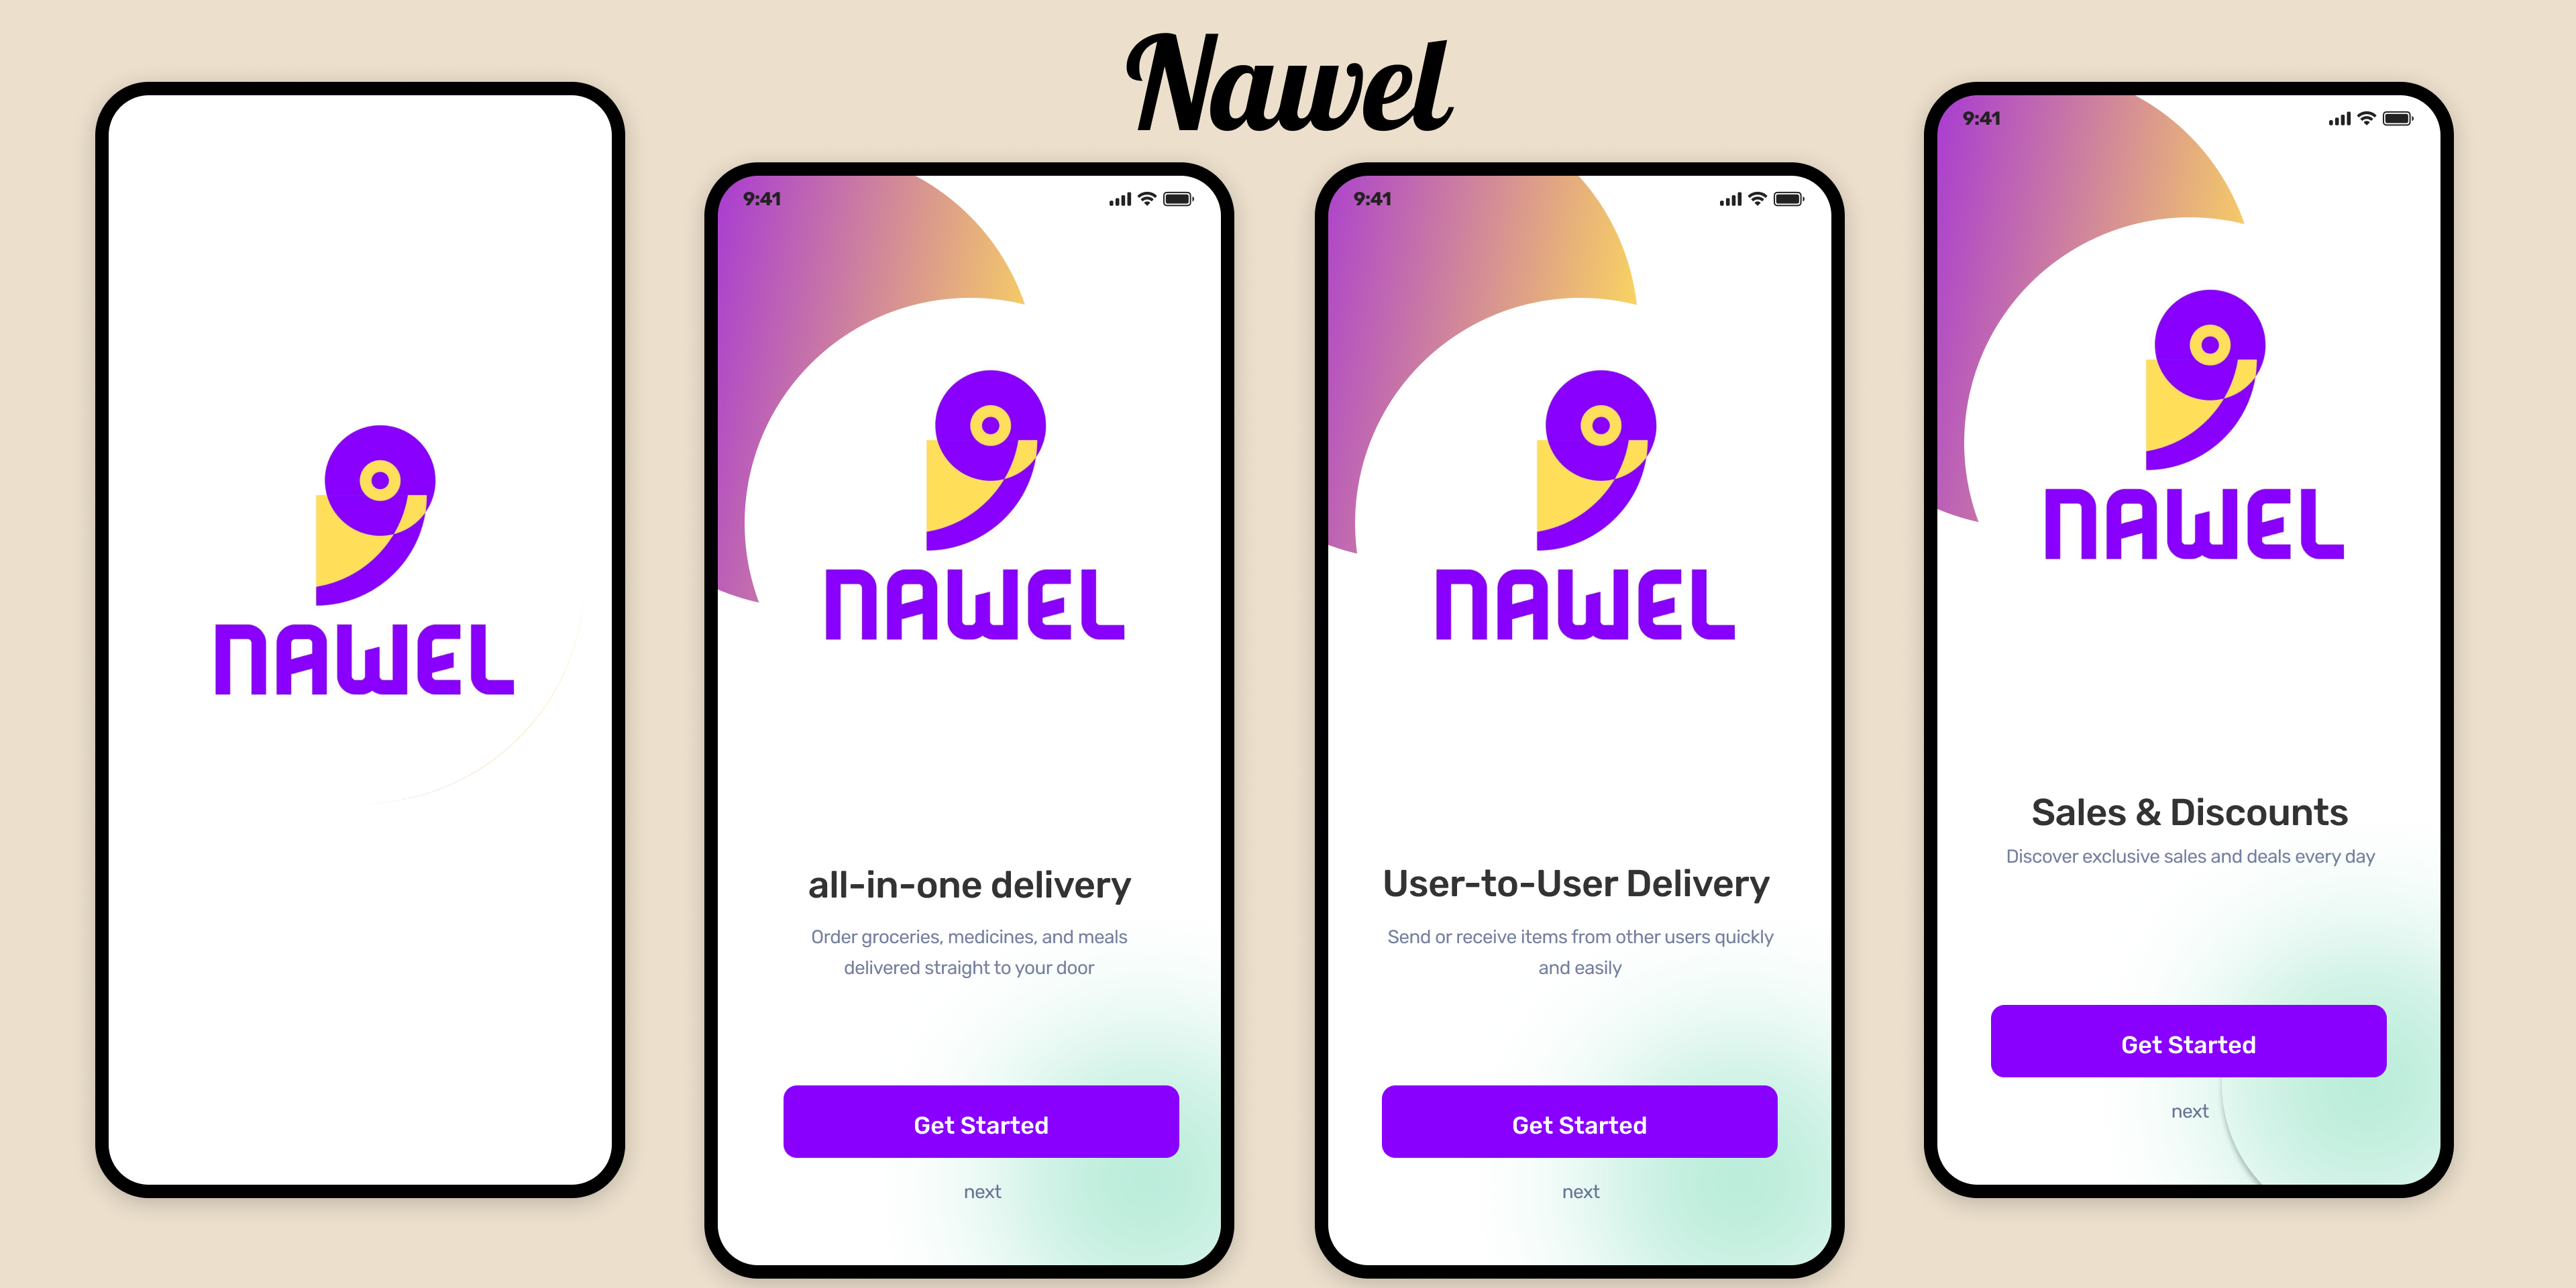 Nawel
NAWEL
9:41
NAWEL
all-in-one delivery
Order groceries, medicines, and meals
delivered straight to your door
Get Started
next
9:41
NAWEL
User-to-User Delivery
Send or receive items from other users quickly
and easily
Get Started
next
9:41
NAWEL
Sales & Discounts
Discover exclusive sales and deals every day
Get Started
next